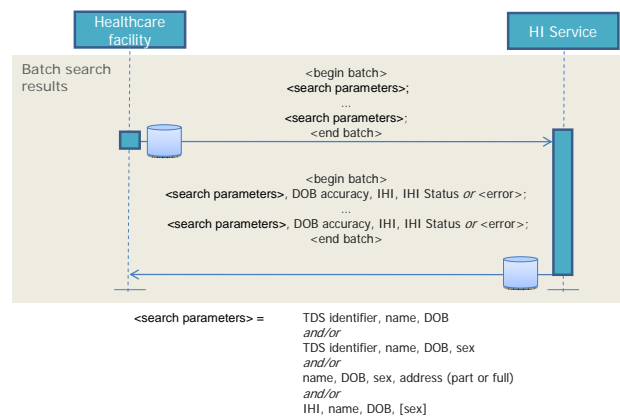 Healthcare
facility
HI Service
Batch search
results
<begin batch>
<search parameters>;
...
<search parameters>;
<end batch>
<begin batch>
<search parameters>, DOB accuracy, IHI, IHI Status or <error>;
...
<search parameters>, DOB accuracy, IHI, IHI Status or <error>;
<end batch>
<search parameters> = TDS identifier, name, DOB
and/or
TDS identifier, name, DOB, sex
and/or
name, DOB, sex, address (part or full)
and/or
IHI, name, DOB, [sex]